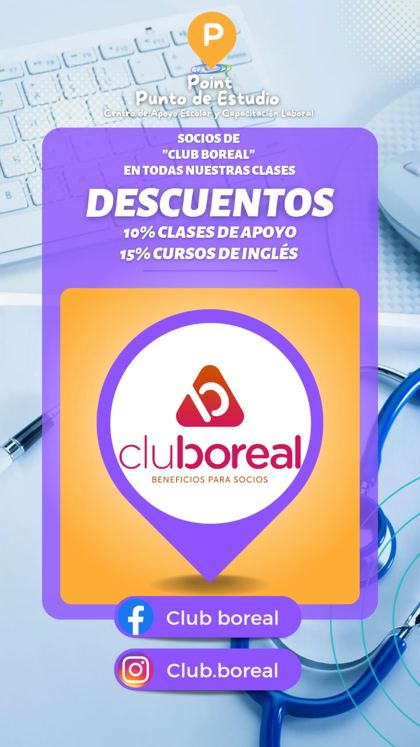 P
Point
Punto de Estudio
Centro de Apoyo Escolar y Capacitación Laboral
SOCIOS DE
"CLUB BOREAL"
EN TODAS NUESTRAS CLASES
DESCUENTOS
10% CLASES DE APOYO
15% CURSOS DE INGLÉS
cluboreal
BENEFICIOS PARA SOCIOS
Club boreal
Club.boreal